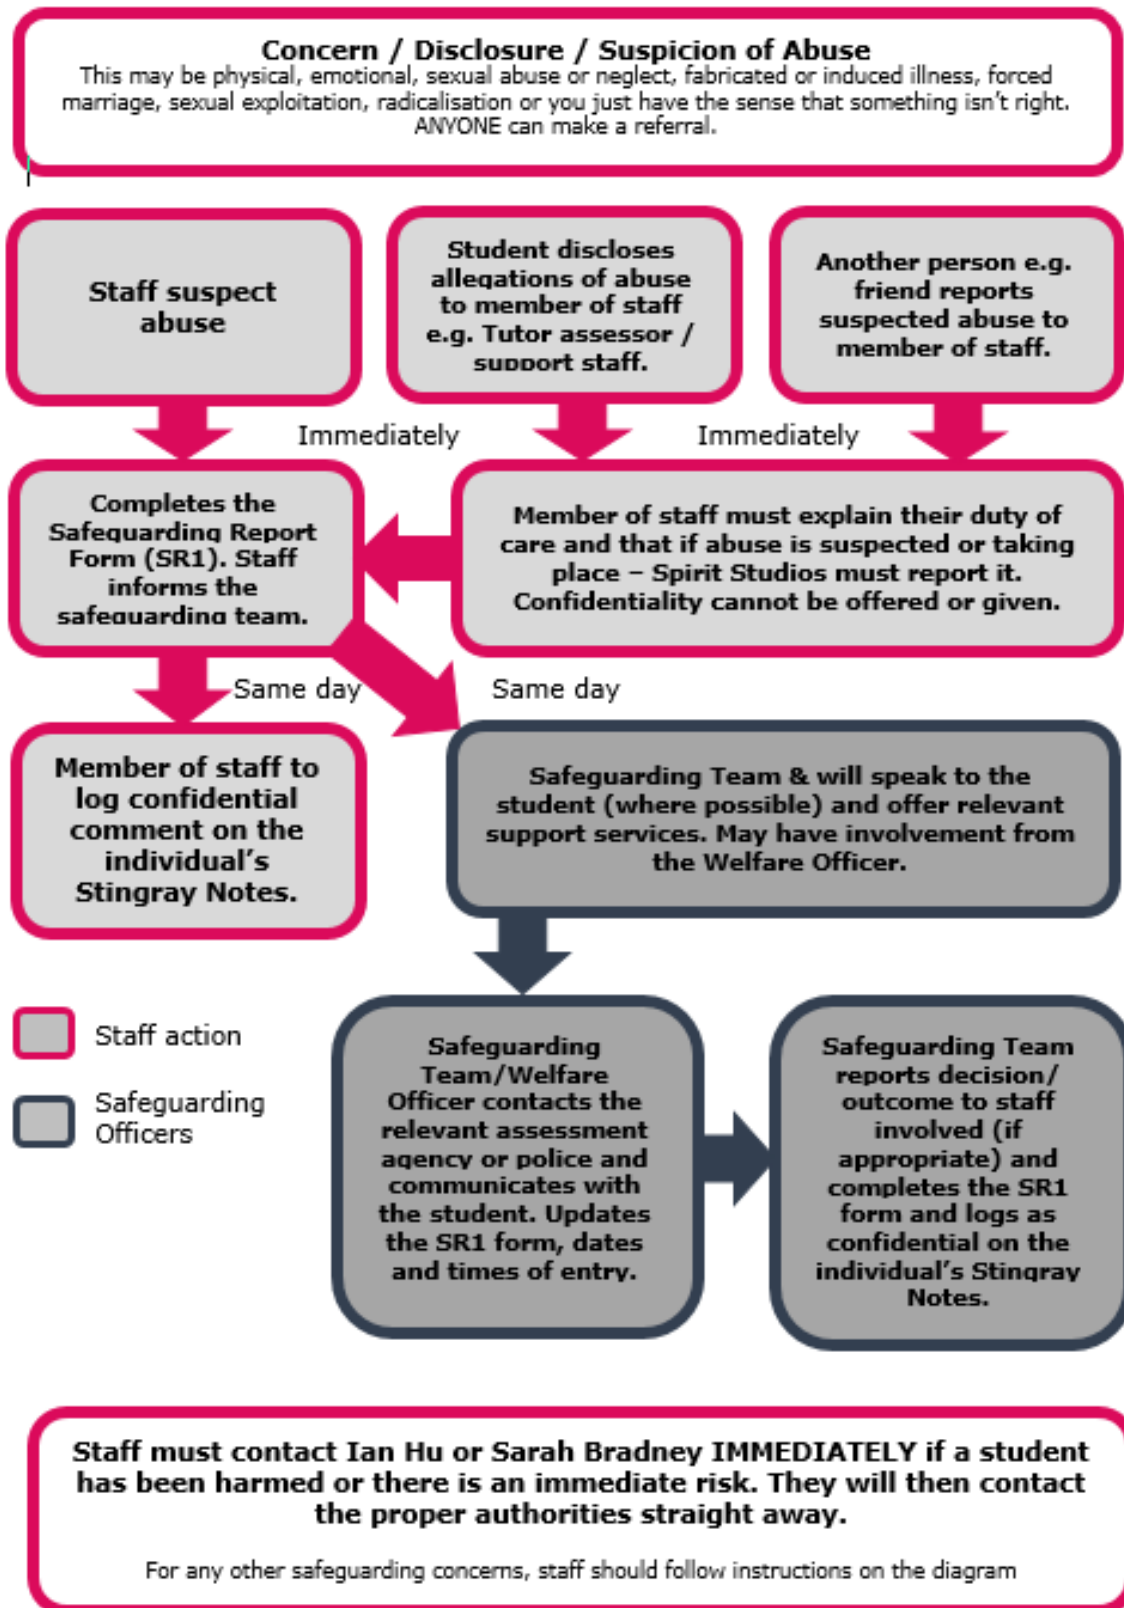 Concern / Disclosure / Suspicion of Abuse
This may be physical, emotional, sexual abuse or neglect, fabricated or induced illness, forced
marriage, sexual exploitation, radicalisation or you just have the sense that something isn't right.
ANYONE can make a referral.
Staff suspect
abuse
Student discloses
allegations of abuse
to member of staff
e.g. Tutor assessor /
support staff.
Another person e.g.
friend reports
suspected abuse to
member of staff.
Immediately
Immediately
Completes the
Safeguarding Report
Form (SR1). Staff
informs the
safeguarding team.
Member of staff must explain their duty of
care and that if abuse is suspected or taking
place – Spirit Studios must report it.
Confidentiality cannot be offered or given.
Same day
Same day
Member of staff to
log confidential
comment on the
individual's
Stingray Notes.
Safeguarding Team & will speak to the
student (where possible) and offer relevant
support services. May have involvement from
the Welfare Officer.
Staff action
Safeguarding
Officers
Safeguarding
Team/Welfare
Officer contacts the
relevant assessment
agency or police and
communicates with
the student. Updates
the SR1 form, dates
and times of entry.
Safeguarding Team
reports decision/
outcome to staff
involved (if
appropriate) and
completes the SR1
form and logs as
confidential on the
individual's Stingray
Notes.
Staff must contact Ian Hu or Sarah Bradney IMMEDIATELY if a student
has been harmed or there is an immediate risk. They will then contact
the proper authorities straight away.
For any other safeguarding concerns, staff should follow instructions on the diagram